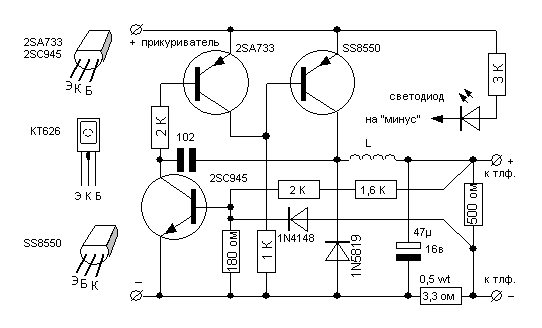 + прикуриватель
2SA733
SS8550
2SA733
2SC945
Э К Б
2 К
3 К
светодиод
на "минус"
КТ626
102
L
+
к тлф.
Э К Б
2SC945
2 К
1,6 К
500 ом
1N4148
47µ
16в
SS8550
180 ом
1 К
1N5819
Э Б К
–
0,5 wt
3,3 ом
к тлф.
–